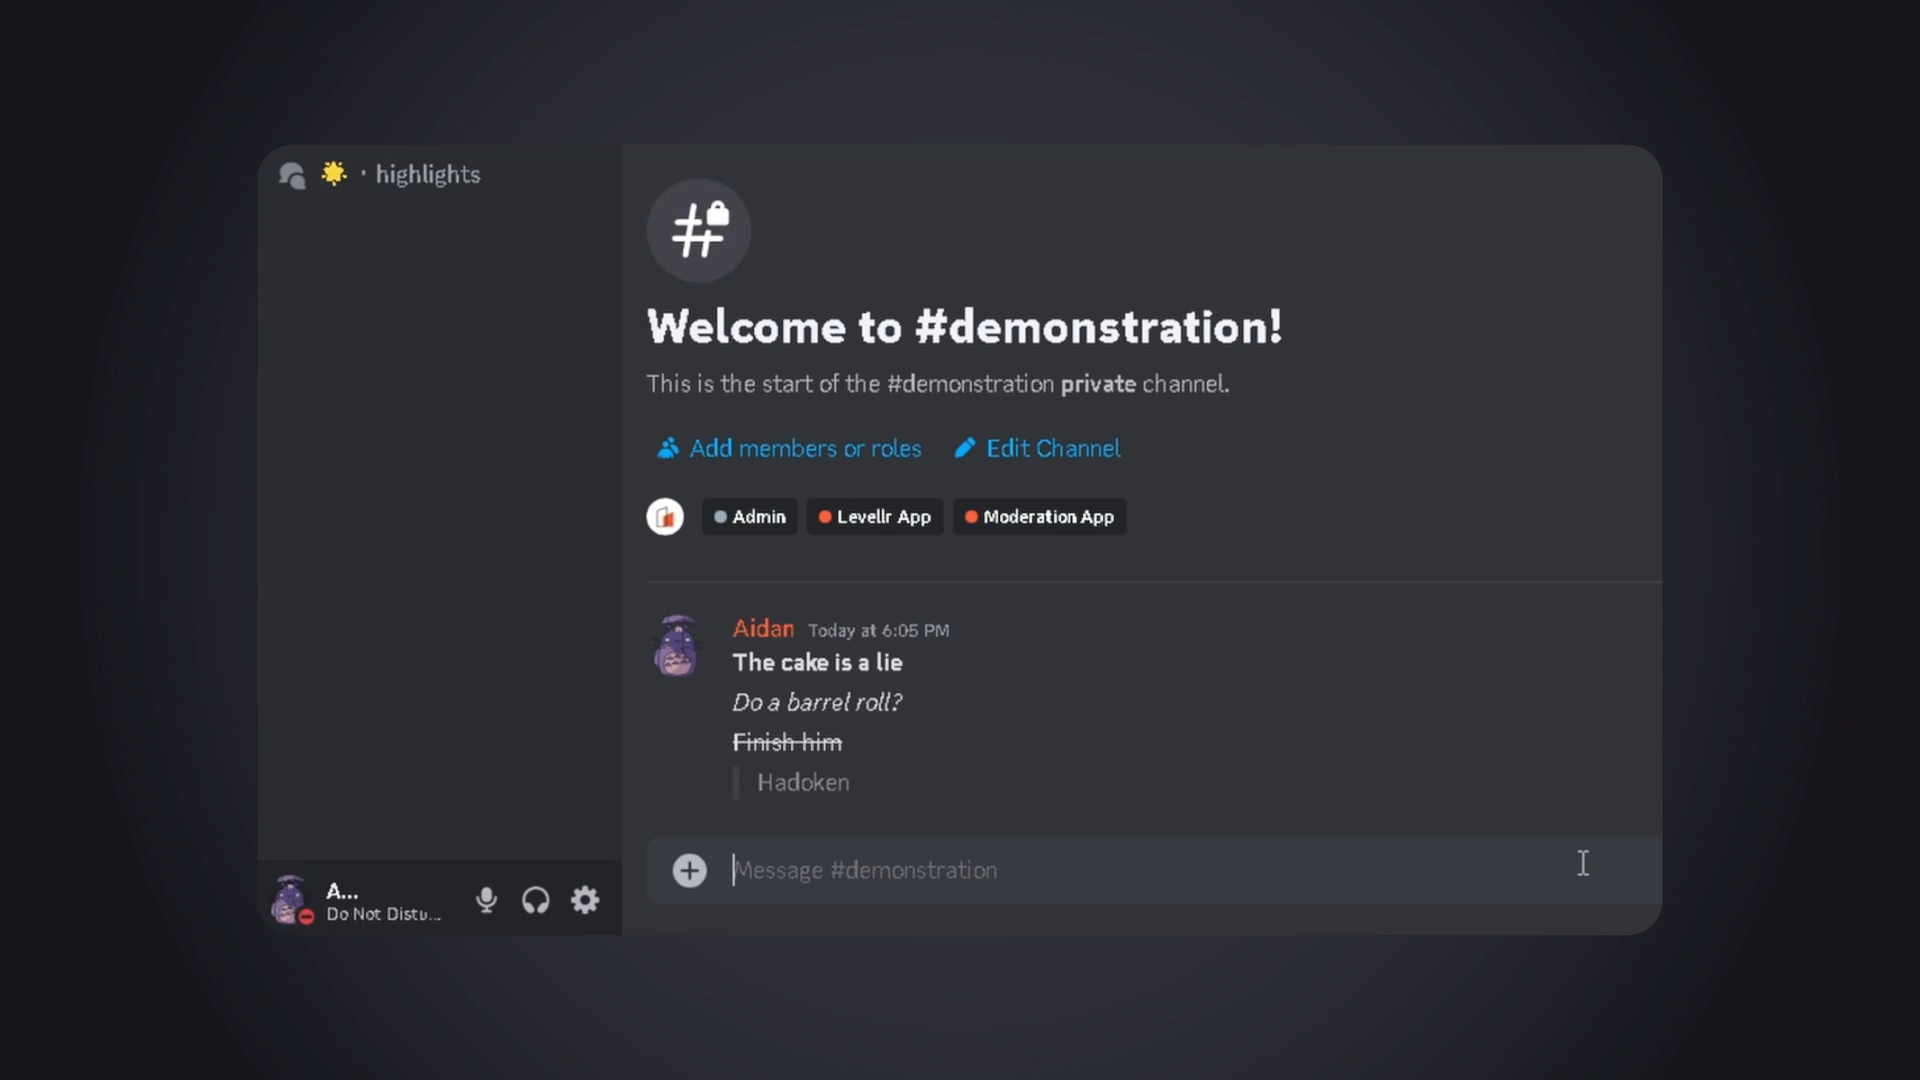 🌟 · highlights
Welcome to #demonstration!
This is the start of the #demonstration private channel.
Add members or roles Edit Channel
Admin Levellr App Moderation App
Aidan Today at 6:05 PM
The cake is a lie
Do a barrel roll?
Finish him
Hadoken
Message #demonstration
A...
Do Not Distu...